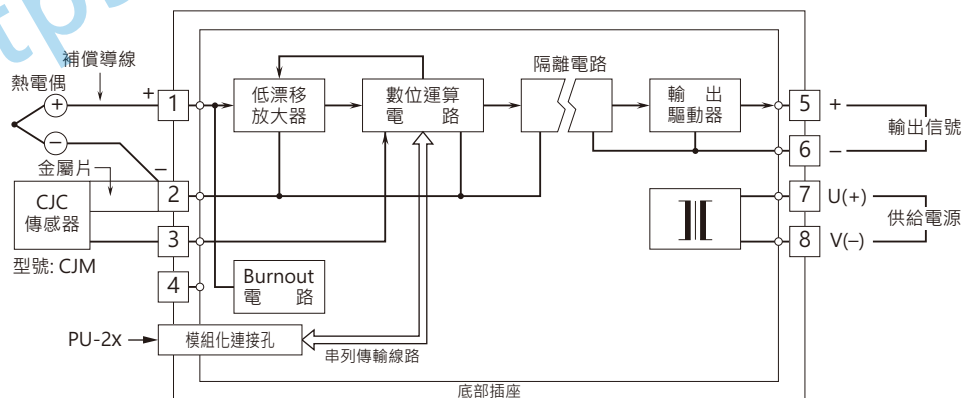 補償導線
熱電偶
+
–
金屬片
CJC
傳感器
型號: CJM
+
–
1
2
3
4
低漂移
放大器
數位運算
電　路
隔離電路
輸　出
驅動器
Burnout
電　路
PU-2x
模組化連接孔
串列傳輸線路
底部插座
5
6
7
8
+
–
輸出信號
U(+)
V(–)
供給電源